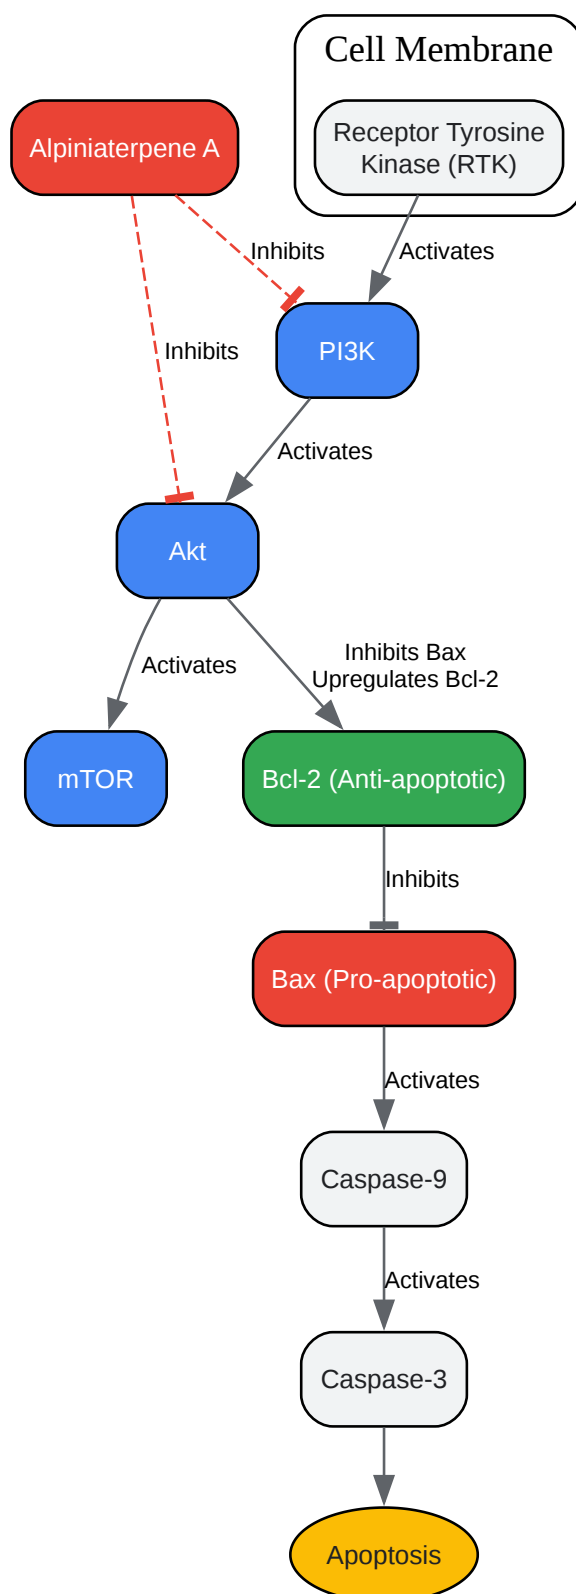 Cell Membrane
Alpiniaterpene A
Receptor Tyrosine
Kinase (RTK)
Inhibits
Activates
Inhibits
PI3K
Activates
Akt
Activates
Inhibits Bax
Upregulates Bcl-2
mTOR
Bcl-2 (Anti-apoptotic)
Inhibits
Bax (Pro-apoptotic)
Activates
Caspase-9
Activates
Caspase-3
Apoptosis